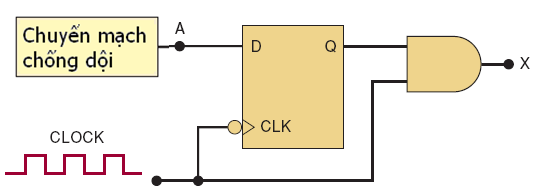 A
Chuyển mạch
chống dội
D
Q
X
CLK
CLOCK